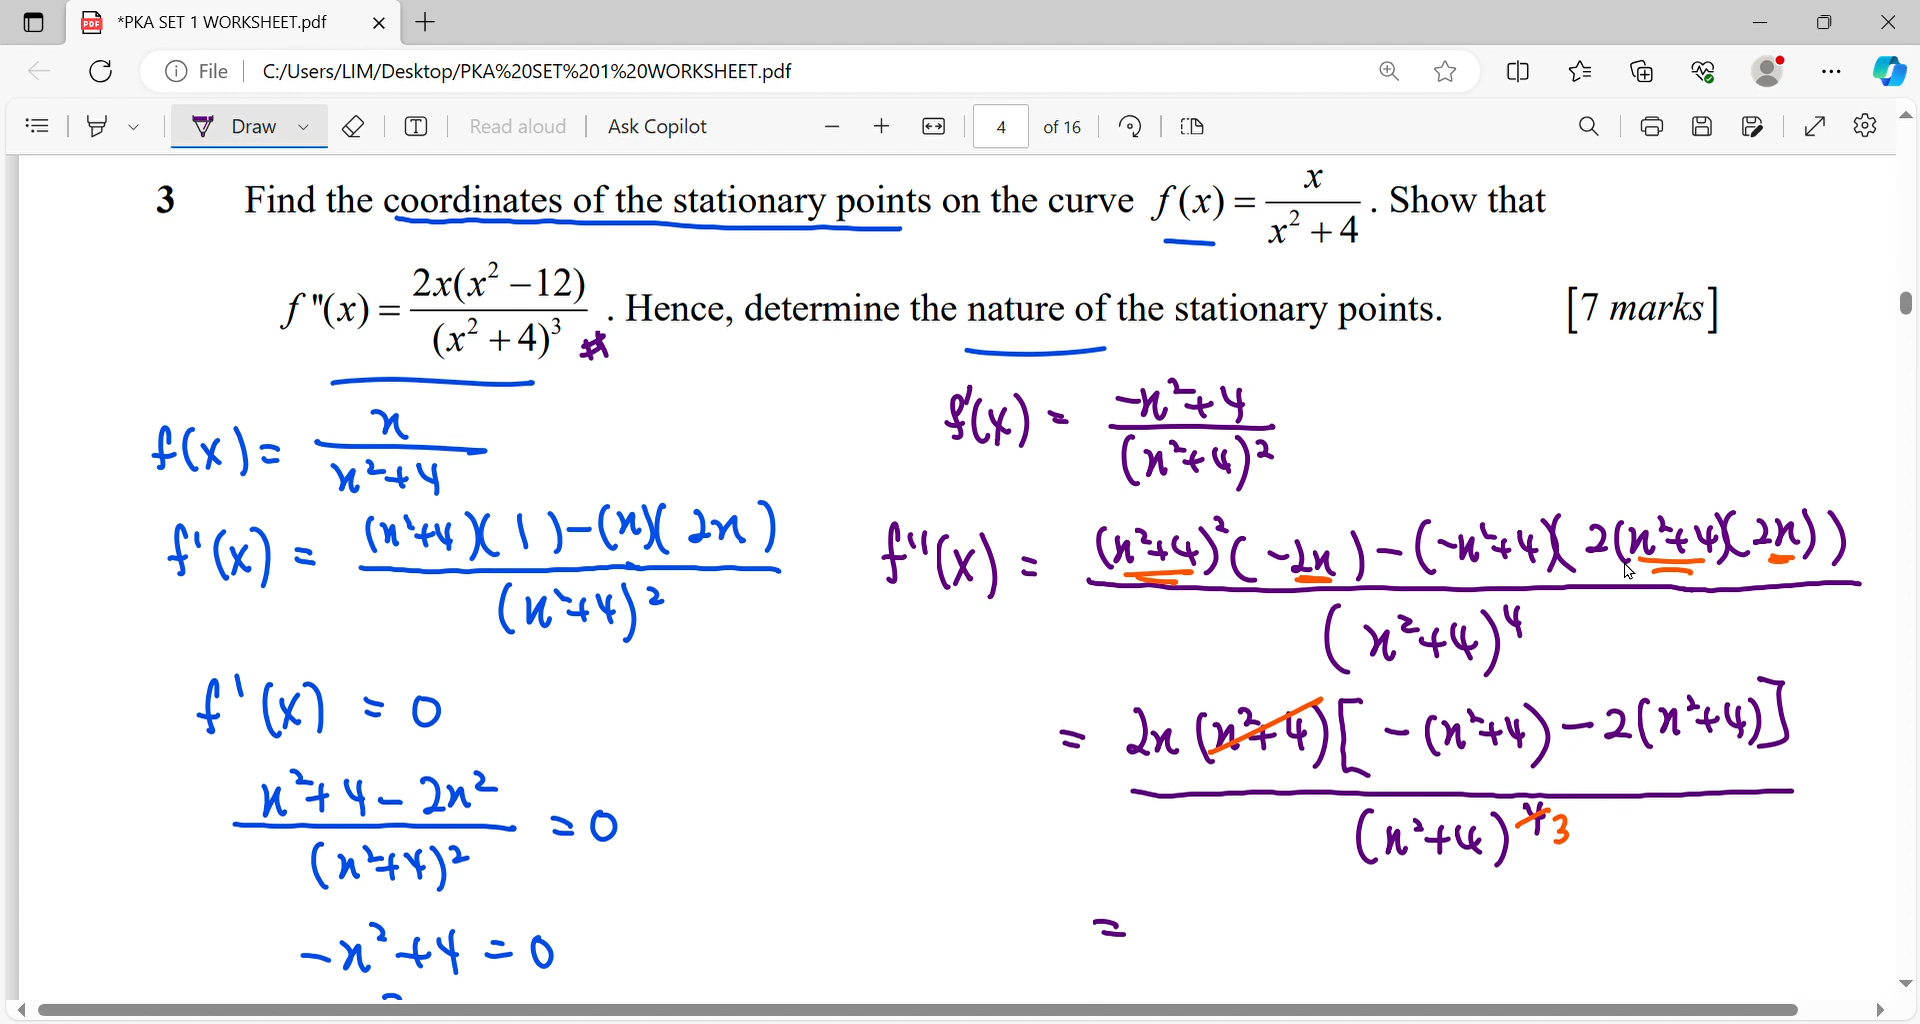 *PKA SET 1 WORKSHEET.pdf
File C:/Users/LIM/Desktop/PKA%20SET%201%20WORKSHEET.pdf
Draw Read aloud Ask Copilot 4 of 16
3 Find the coordinates of the stationary points on the curve f(x) = x/(x² + 4). Show that
f "(x) = 2x(x² − 12)/(x² + 4)³. Hence, determine the nature of the stationary points. [7 marks]
f(x) = x/(x²+4)
f'(x) = ((x²+4)(1)−(x)(2x))/(x²+4)²
f'(x) = 0
(x²+4−2x²)/(x²+4)² = 0
−x²+4 = 0
f'(x) = (−x²+4)/(x²+4)²
f''(x) = ((x²+4)²(−2x)−(−x²+4)(2(x²+4)(2x)))/(x²+4)⁴
= 2x(x²+4)[−(x²+4)−2(x²+4)]/(x²+4)⁴ 3
=